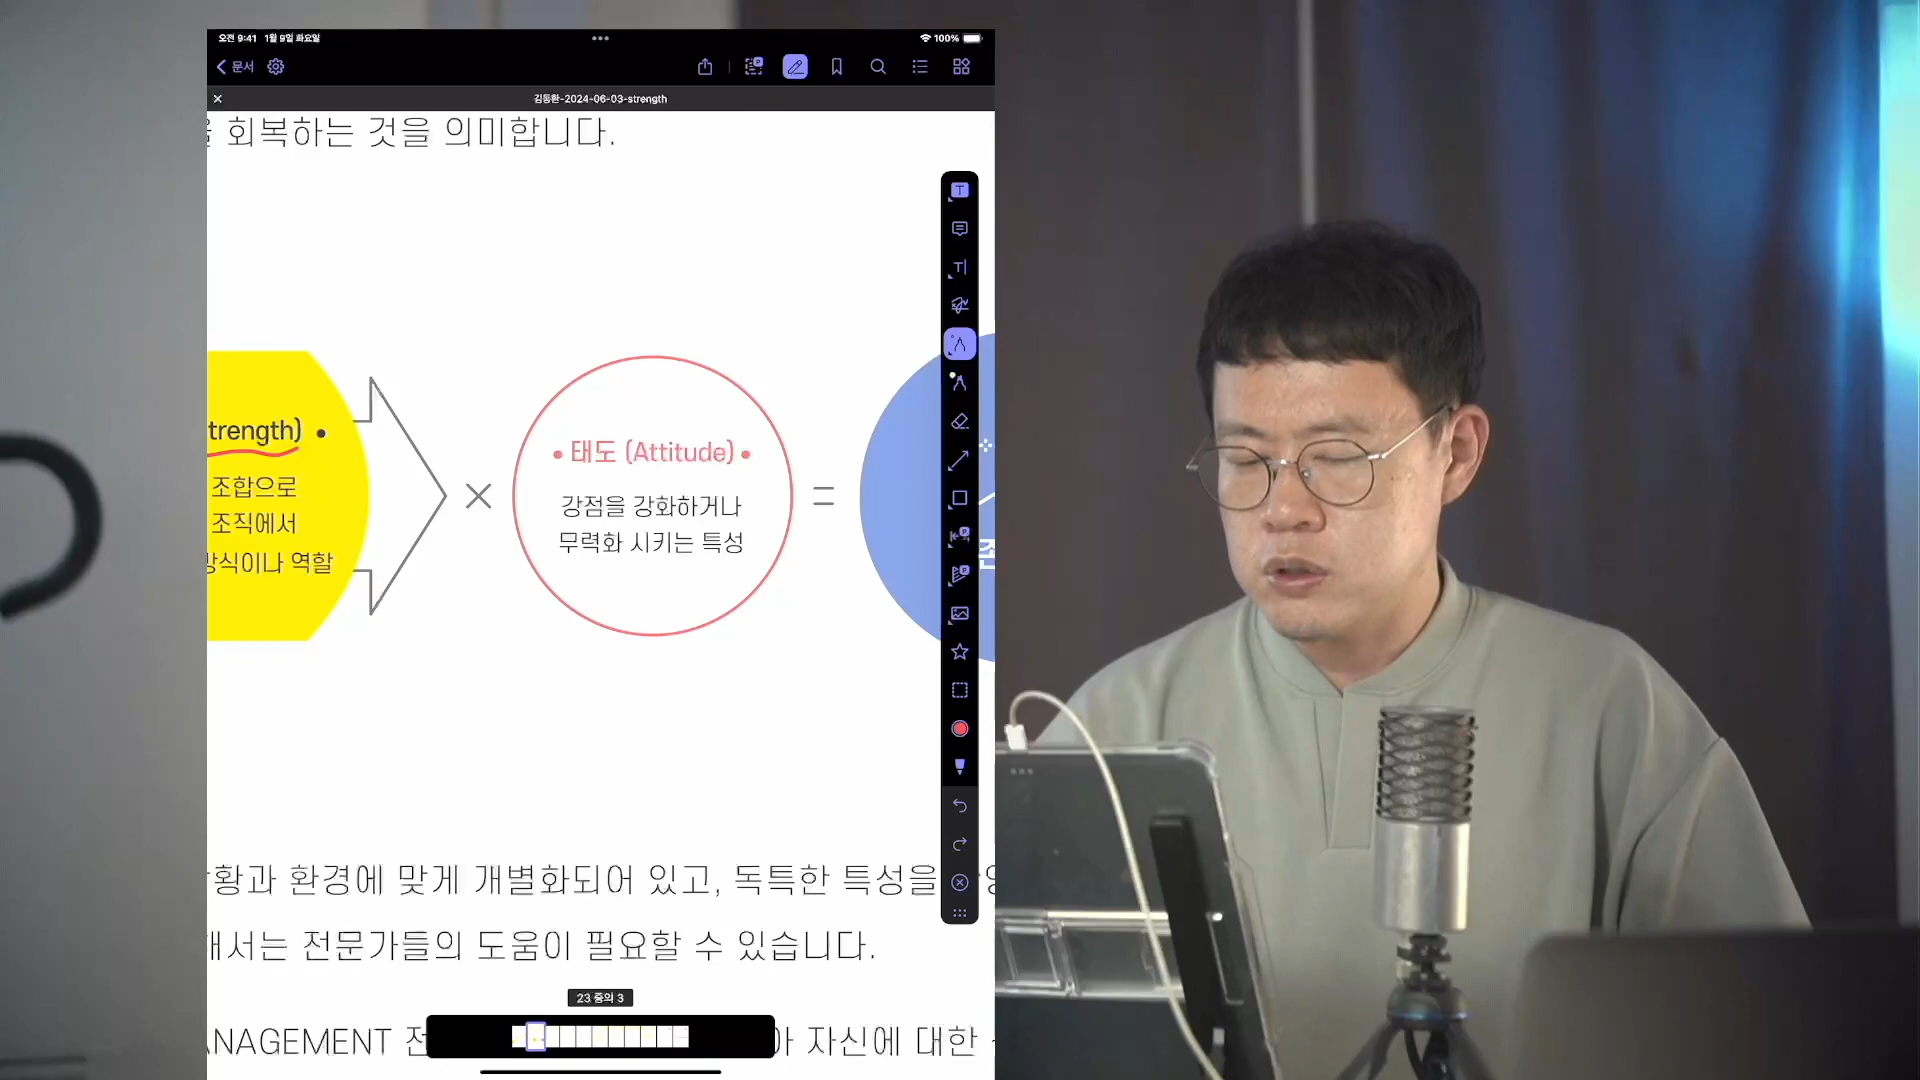 오전 9:41 1월 9일 화요일
100%
문서
김동환-2024-06-03-strength
회복하는 것을 의미합니다.
trength)
조합으로
조직에서
방식이나 역할
×
• 태도 (Attitude) •
강점을 강화하거나
무력화 시키는 특성
=
황과 환경에 맞게 개별화되어 있고, 독특한 특성을
해서는 전문가들의 도움이 필요할 수 있습니다.
23 중의 3
ANAGEMENT 전
아 자신에 대한